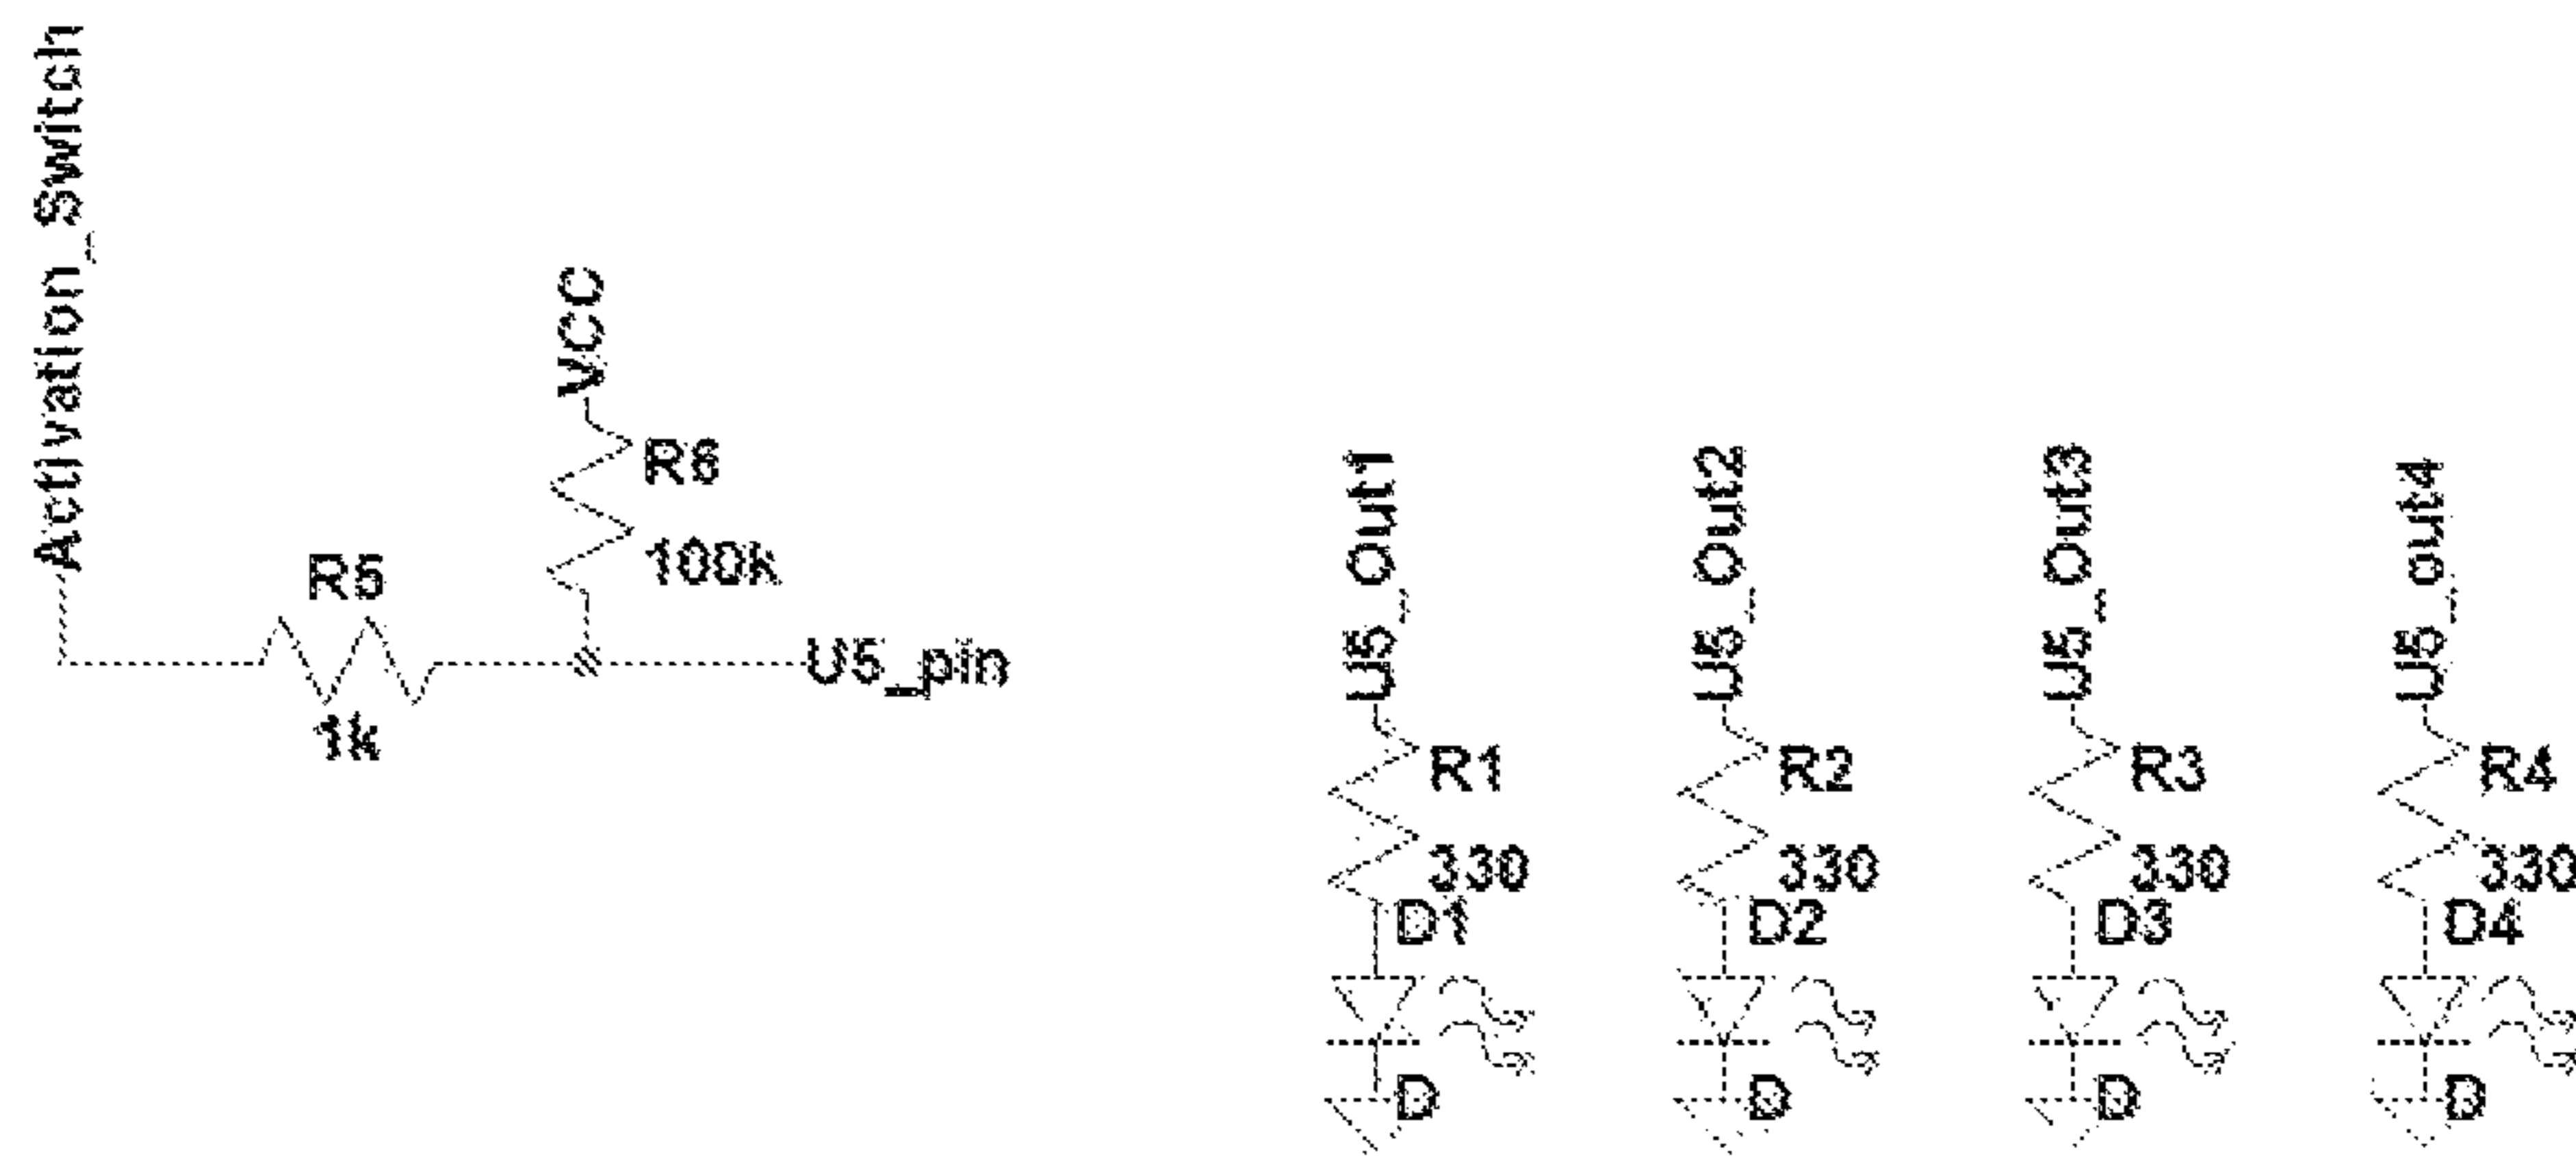 Activation_Switch
VCC
R6
100k
R5
1k
U5_pin
U5_Out1
R1
330
D1
D
U5_Out2
R2
330
D2
D
U5_Out3
R3
330
D3
D
U5_out4
R4
330
D4
D